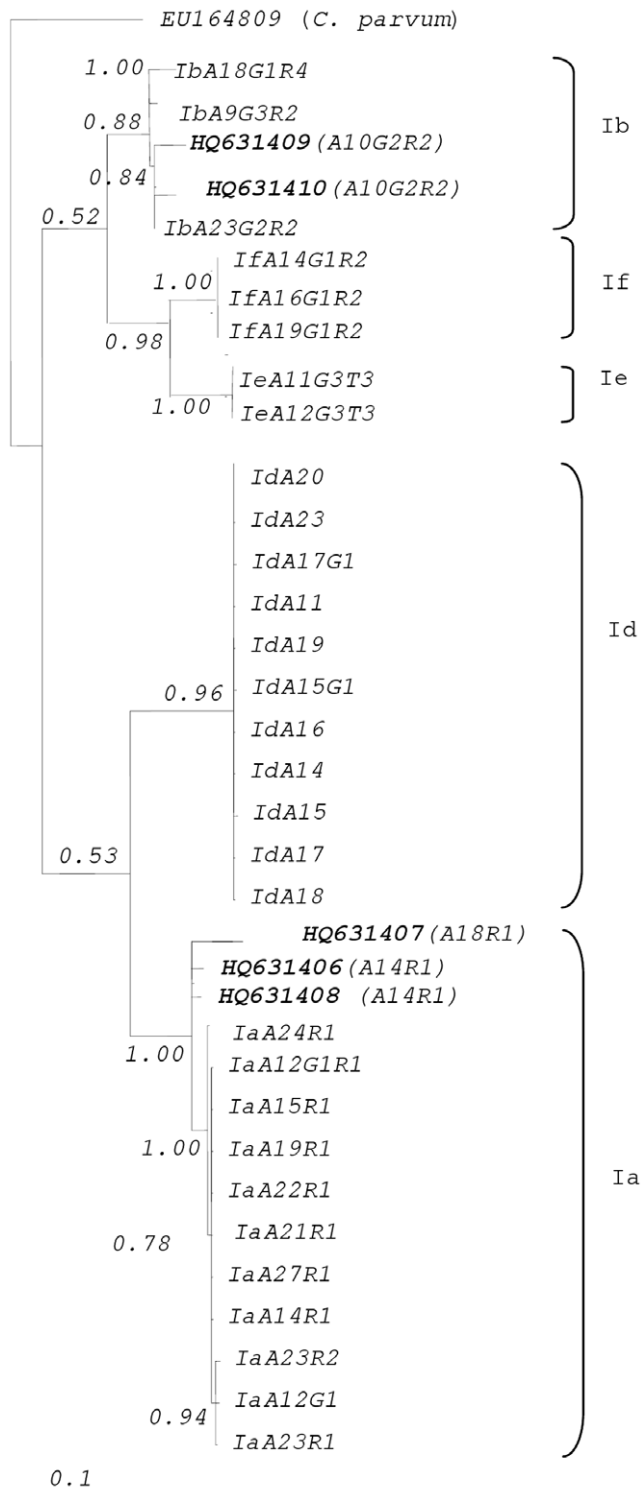 EU164809 (C. parvum)
1.00
IbA18G1R4
0.88
IbA9G3R2
Ib
HQ631409 (A10G2R2)
0.84
HQ631410 (A10G2R2)
0.52
IbA23G2R2
IfA14G1R2
1.00
If
IfA16G1R2
0.98
IfA19G1R2
Ie
IeA11G3T3
1.00
IeA12G3T3
IdA20
IdA23
IdA17G1
IdA11
Id
IdA19
0.96
IdA15G1
IdA16
IdA14
IdA15
0.53
IdA17
IdA18
HQ631407 (A18R1)
HQ631406 (A14R1)
HQ631408 (A14R1)
IaA24R1
1.00
IaA12G1R1
IaA15R1
1.00
IaA19R1
Ia
IaA22R1
0.78
IaA21R1
IaA27R1
IaA14R1
IaA23R2
0.94
IaA12G1
IaA23R1
0.1